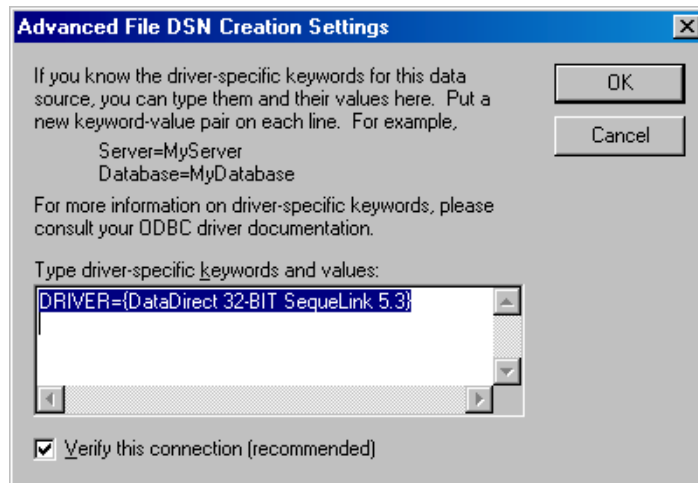 Advanced File DSN Creation Settings
If you know the driver-specific keywords for this data
source, you can type them and their values here.  Put a
new keyword-value pair on each line.  For example,
Server=MyServer
Database=MyDatabase
For more information on driver-specific keywords, please
consult your ODBC driver documentation.
Type driver-specific keywords and values:
DRIVER={DataDirect 32-BIT SequeLink 5.3}
Verify this connection (recommended)
OK
Cancel